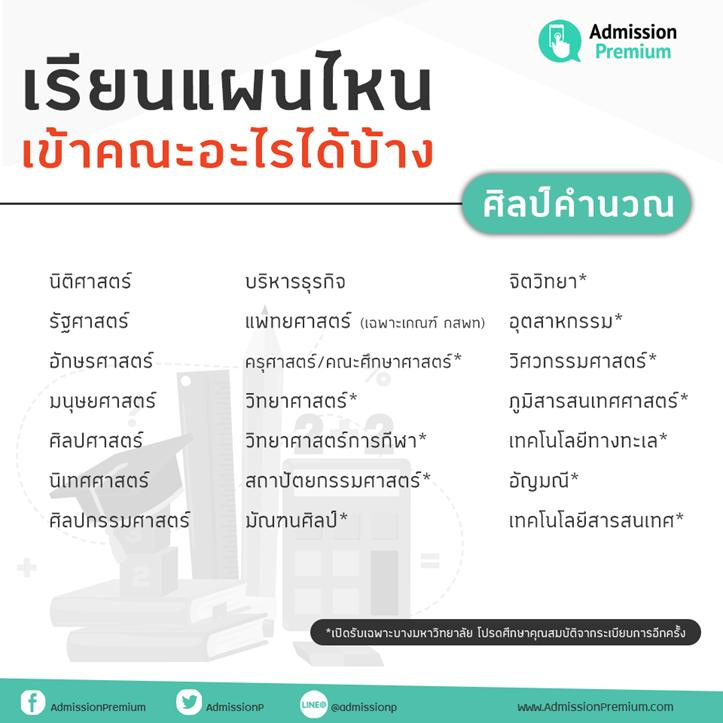 Admission
Premium
เรียนแผนไหน
เข้าคณะอะไรได้บ้าง
ศิลป์คำนวณ
นิติศาสตร์
รัฐศาสตร์
อักษรศาสตร์
มนุษยศาสตร์
ศิลปศาสตร์
นิเทศศาสตร์
ศิลปกรรมศาสตร์
บริหารธุรกิจ
แพทยศาสตร์ (เฉพาะเกณฑ์ กสพท)
ครุศาสตร์/คณะศึกษาศาสตร์*
วิทยาศาสตร์*
วิทยาศาสตร์การกีฬา*
สถาปัตยกรรมศาสตร์*
มัณฑนศิลป์*
จิตวิทยา*
อุตสาหกรรม*
วิศวกรรมศาสตร์*
ภูมิสารสนเทศศาสตร์*
เทคโนโลยีทางทะเล*
อัญมณี*
เทคโนโลยีสารสนเทศ*
2+2
%
3
2
+
=
*เปิดรับเฉพาะบางมหาวิทยาลัย โปรดศึกษาคุณสมบัติจากระเบียบการอีกครั้ง
AdmissionPremium
AdmissionP
LINE@
@admissionp
www.AdmissionPremium.com